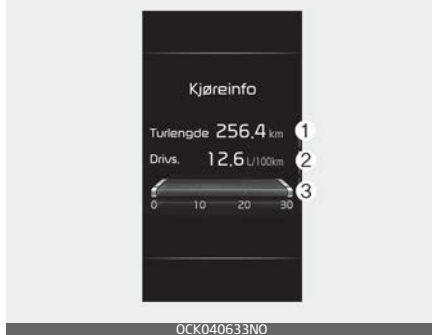 Kjøreinfo
Turlengde 256,4 km 1
Drivs. 12,6 L/100km 2
3
0 10 20 30
OCK040633NO